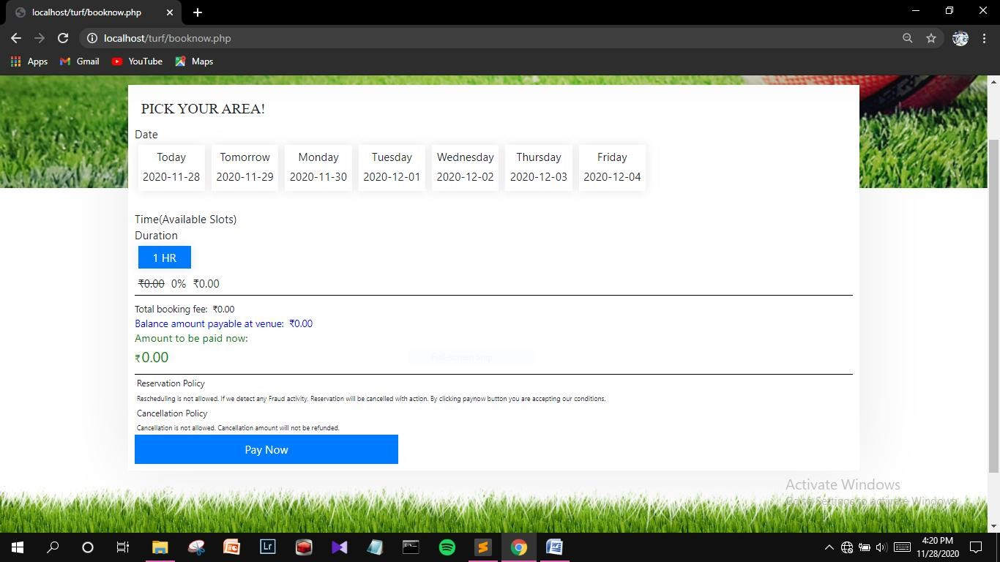 localhost/turf/booknow.php
localhost/turf/booknow.php
Apps Gmail YouTube Maps
PICK YOUR AREA!
Date
Today Tomorrow Monday Tuesday Wednesday Thursday Friday
2020-11-28 2020-11-29 2020-11-30 2020-12-01 2020-12-02 2020-12-03 2020-12-04
Time(Available Slots)
Duration
1 HR
₹0.00 0% ₹0.00
Total booking fee: ₹0.00
Balance amount payable at venue: ₹0.00
Amount to be paid now:
₹0.00
Reservation Policy
Rescheduling is not allowed. If we detect any Fraud activity, Reservation will be cancelled with action. By clicking paynow button you are accepting our conditions.
Cancellation Policy
Cancellation is not allowed. Cancellation amount will not be refunded.
Pay Now
Activate Windows
Go to Settings to activate Windows.
Lr
4:20 PM
11/28/2020